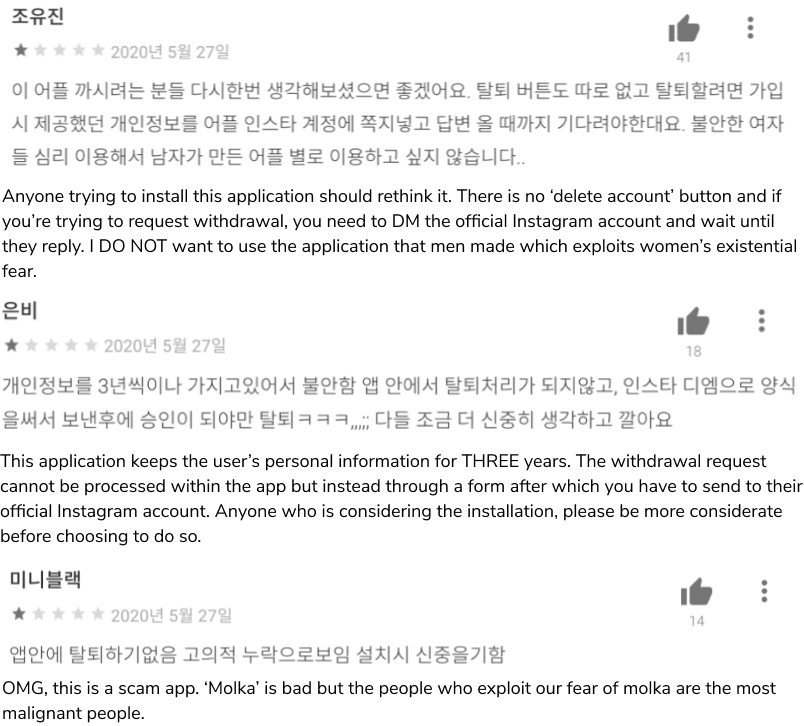 조유진
2020년 5월 27일
41
이 어플 까시려는 분들 다시한번 생각해보셨으면 좋겠어요. 탈퇴 버튼도 따로 없고 탈퇴할려면 가입
시 제공했던 개인정보를 어플 인스타 계정에 쪽지넣고 답변 올 때까지 기다려야한대요. 불안한 여자
들 심리 이용해서 남자가 만든 어플 별로 이용하고 싶지 않습니다..
Anyone trying to install this application should rethink it. There is no ‘delete account’ button and if
you’re trying to request withdrawal, you need to DM the official Instagram account and wait until
they reply. I DO NOT want to use the application that men made which exploits women’s existential
fear.
은비
2020년 5월 27일
18
개인정보를 3년씩이나 가지고있어서 불안함 앱 안에서 탈퇴처리가 되지않고, 인스타 디엠으로 양식
을써서 보낸후에 승인이 되야만 탈퇴ㅋㅋㅋ,,,,;; 다들 조금 더 신중히 생각하고 깔아요
This application keeps the user’s personal information for THREE years. The withdrawal request
cannot be processed within the app but instead through a form after which you have to send to their
official Instagram account. Anyone who is considering the installation, please be more considerate
before choosing to do so.
미니블랙
2020년 5월 27일
14
앱안에 탈퇴하기없음 고의적 누락으로보임 설치시 신중을기함
OMG, this is a scam app. ‘Molka’ is bad but the people who exploit our fear of molka are the most
malignant people.